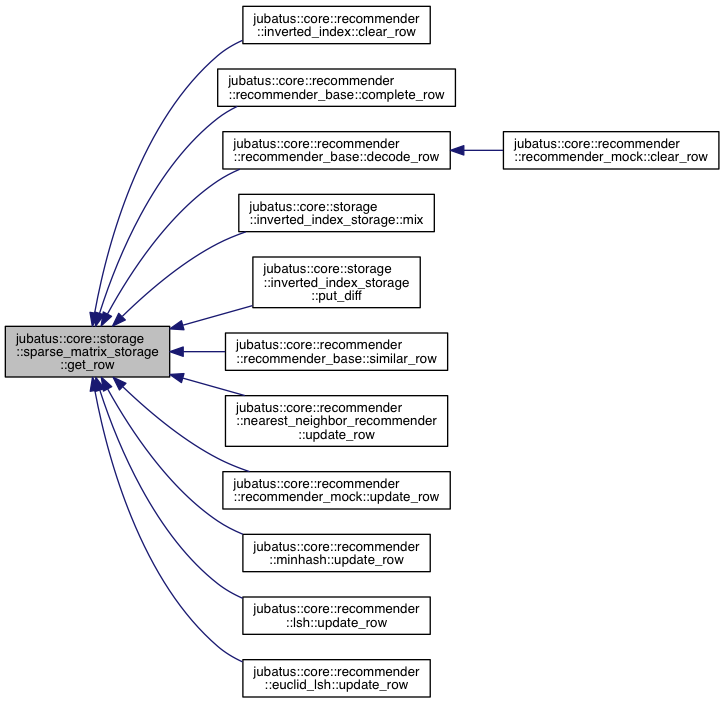 jubatus::core::recommender
::inverted_index::clear_row
jubatus::core::recommender
::recommender_base::complete_row
jubatus::core::recommender
::recommender_base::decode_row
jubatus::core::recommender
::recommender_mock::clear_row
jubatus::core::storage
::inverted_index_storage::mix
jubatus::core::storage
::inverted_index_storage
::put_diff
jubatus::core::storage
::sparse_matrix_storage
::get_row
jubatus::core::recommender
::recommender_base::similar_row
jubatus::core::recommender
::nearest_neighbor_recommender
::update_row
jubatus::core::recommender
::recommender_mock::update_row
jubatus::core::recommender
::minhash::update_row
jubatus::core::recommender
::lsh::update_row
jubatus::core::recommender
::euclid_lsh::update_row